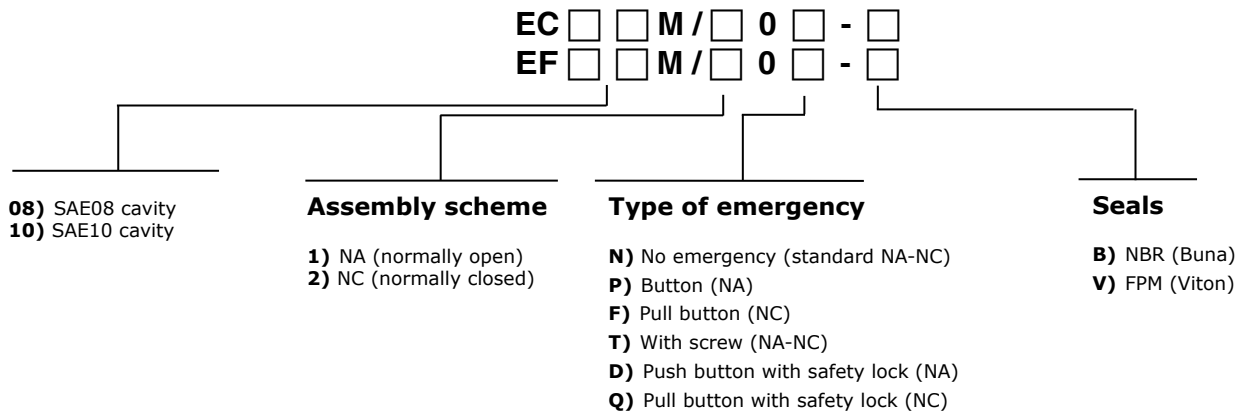 EC□□M/□0□-□
EF□□M/□0□-□
08) SAE08 cavity
10) SAE10 cavity
Assembly scheme
1) NA (normally open)
2) NC (normally closed)
Type of emergency
N) No emergency (standard NA-NC)
P) Button (NA)
F) Pull button (NC)
T) With screw (NA-NC)
D) Push button with safety lock (NA)
Q) Pull button with safety lock (NC)
Seals
B) NBR (Buna)
V) FPM (Viton)